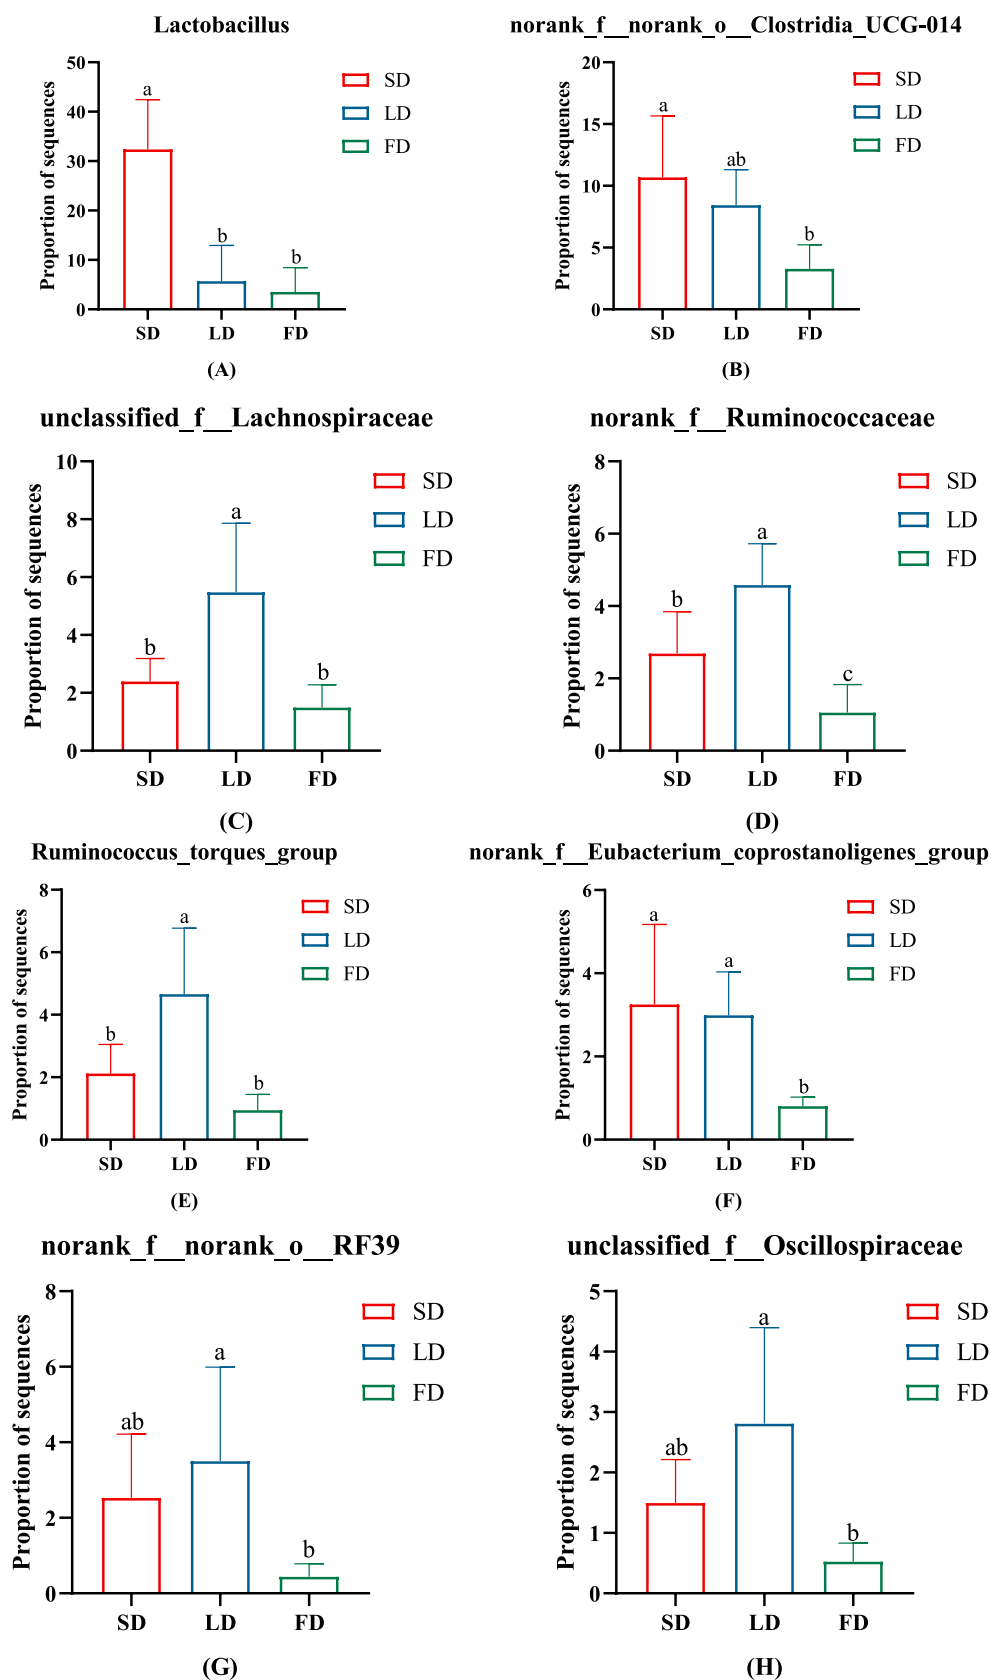 Lactobacillus
Proportion of sequences
50
40
30
20
10
0
a
b
b
SD
LD
FD
SD
LD
FD
(A)
norank_f__norank_o__Clostridia_UCG-014
Proportion of sequences
20
15
10
5
0
a
ab
b
SD
LD
FD
SD
LD
FD
(B)
unclassified_f__Lachnospiraceae
Proportion of sequences
10
8
6
4
2
0
b
a
b
SD
LD
FD
SD
LD
FD
(C)
norank_f__Ruminococcaceae
Proportion of sequences
8
6
4
2
0
b
a
c
SD
LD
FD
SD
LD
FD
(D)
Ruminococcus_torques_group
Proportion of sequences
8
6
4
2
0
b
a
b
SD
LD
FD
SD
LD
FD
(E)
norank_f__Eubacterium_coprostanoligenes_group
Proportion of sequences
6
4
2
0
a
a
b
SD
LD
FD
SD
LD
FD
(F)
norank_f__norank_o__RF39
Proportion of sequences
8
6
4
2
0
ab
a
b
SD
LD
FD
SD
LD
FD
(G)
unclassified_f__Oscillospiraceae
Proportion of sequences
5
4
3
2
1
0
ab
a
b
SD
LD
FD
SD
LD
FD
(H)